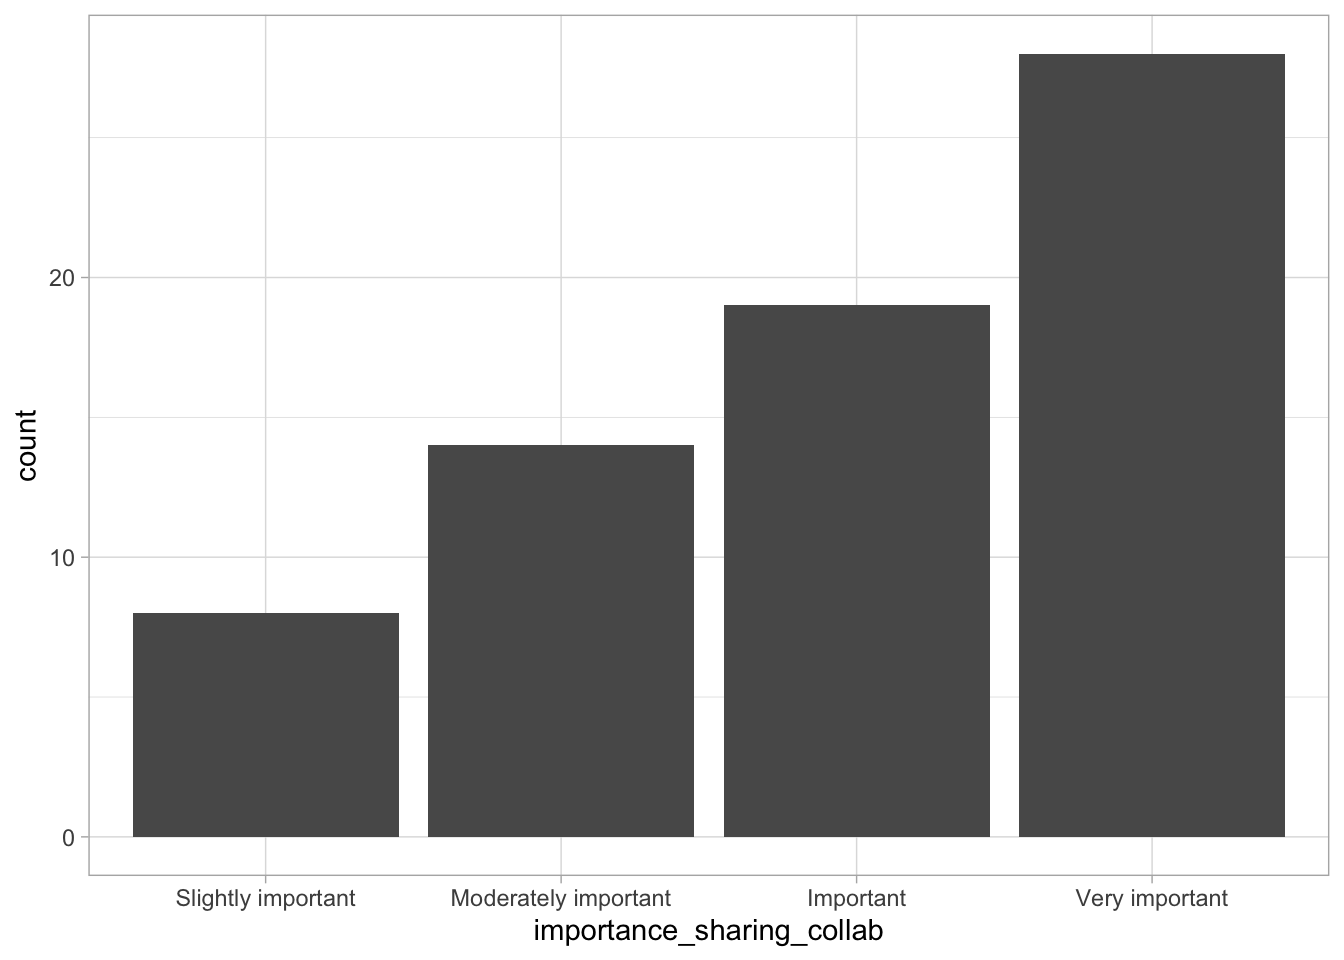 count
20
10
0
Slightly important
Moderately important
Important
Very important
importance_sharing_collab